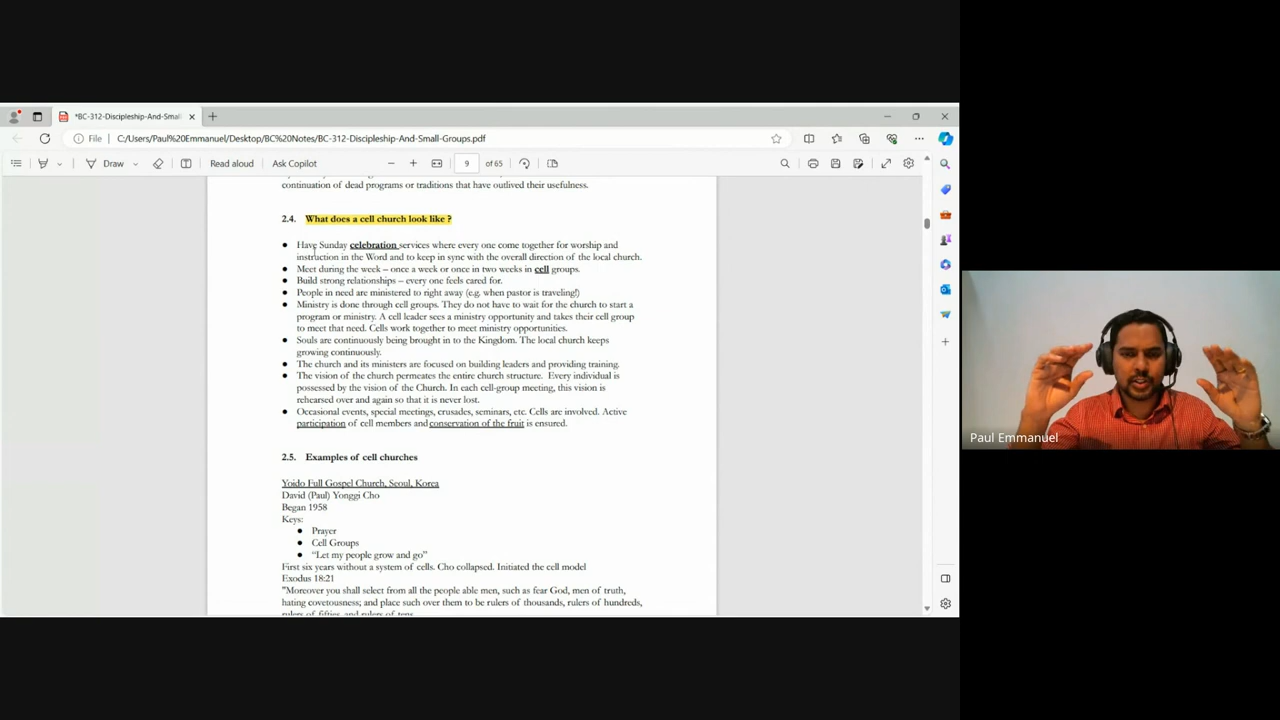 *BC-312-Discipleship-And-Smal
File
C:/Users/Paul%20Emmanuel/Desktop/BC%20Notes/BC-312-Discipleship-And-Small-Groups.pdf
Draw
Read aloud
Ask Copilot
9
of 65
continuation of dead programs or traditions that have outlived their usefulness.
2.4. What does a cell church look like ?
● Have Sunday celebration services where every one come together for worship and
instruction in the Word and to keep in sync with the overall direction of the local church.
● Meet during the week – once a week or once in two weeks in cell groups.
● Build strong relationships – every one feels cared for.
● People in need are ministered to right away (e.g. when pastor is traveling!)
● Ministry is done through cell groups. They do not have to wait for the church to start a
program or ministry. A cell leader sees a ministry opportunity and takes their cell group
to meet that need. Cells work together to meet ministry opportunities.
● Souls are continuously being brought in to the Kingdom. The local church keeps
growing continuously.
● The church and its ministers are focused on building leaders and providing training.
● The vision of the church permeates the entire church structure. Every individual is
possessed by the vision of the Church. In each cell-group meeting, this vision is
rehearsed over and again so that it is never lost.
● Occasional events, special meetings, crusades, seminars, etc. Cells are involved. Active
participation of cell members and conservation of the fruit is ensured.
2.5. Examples of cell churches
Yoido Full Gospel Church, Seoul, Korea
David (Paul) Yonggi Cho
Began 1958
Keys:
● Prayer
● Cell Groups
● “Let my people grow and go”
First six years without a system of cells. Cho collapsed. Initiated the cell model
Exodus 18:21
"Moreover you shall select from all the people able men, such as fear God, men of truth,
hating covetousness; and place such over them to be rulers of thousands, rulers of hundreds,
rulers of fifties, and rulers of tens.
Paul Emmanuel